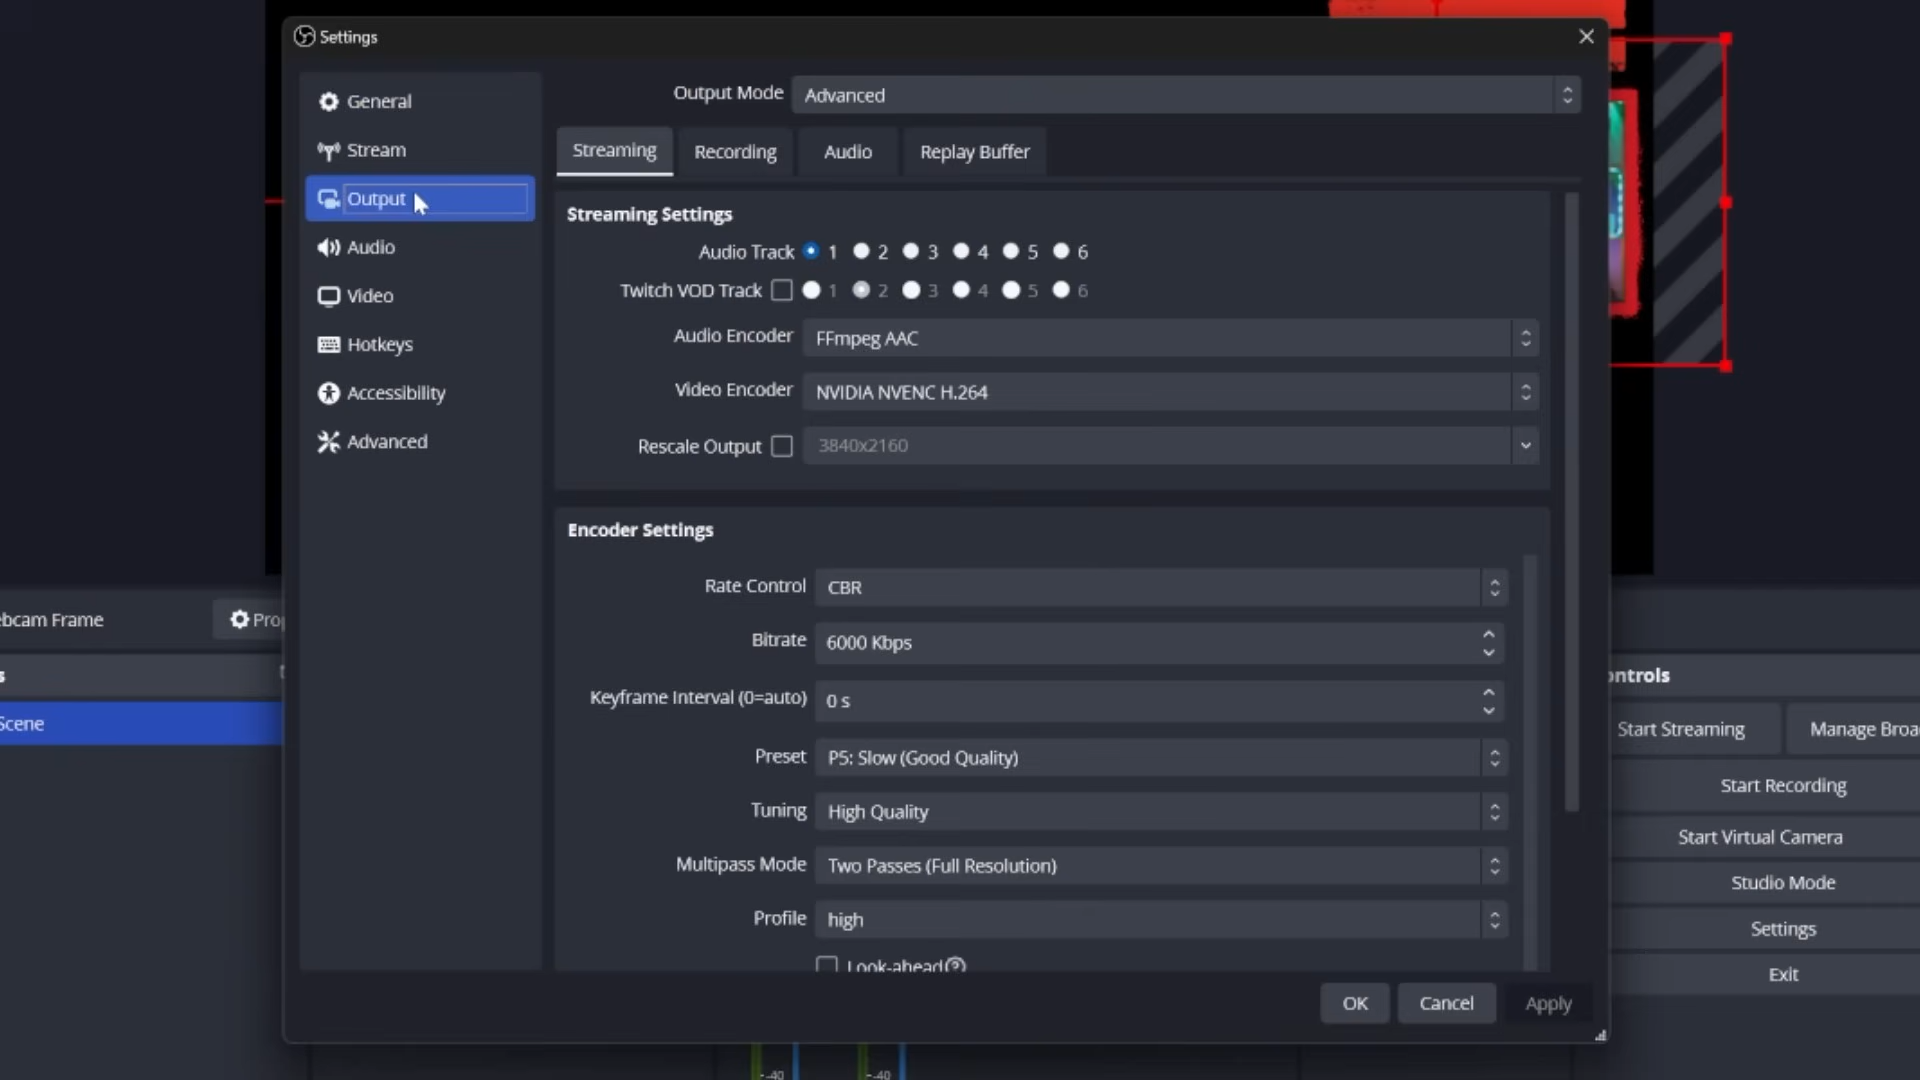 Settings
General
Stream
Output
Audio
Video
Hotkeys
Accessibility
Advanced
Output Mode Advanced
Streaming Recording Audio Replay Buffer
Streaming Settings
Audio Track 1 2 3 4 5 6
Twitch VOD Track 1 2 3 4 5 6
Audio Encoder FFmpeg AAC
Video Encoder NVIDIA NVENC H.264
Rescale Output 3840x2160
Encoder Settings
Rate Control CBR
Bitrate 6000 Kbps
Keyframe Interval (0=auto) 0 s
Preset P5: Slow (Good Quality)
Tuning High Quality
Multipass Mode Two Passes (Full Resolution)
Profile high
Look-ahead
OK Cancel Apply
ebcam Frame
Prop
s
Scene
ontrols
Start Streaming Manage Broa
Start Recording
Start Virtual Camera
Studio Mode
Settings
Exit
-40 -40